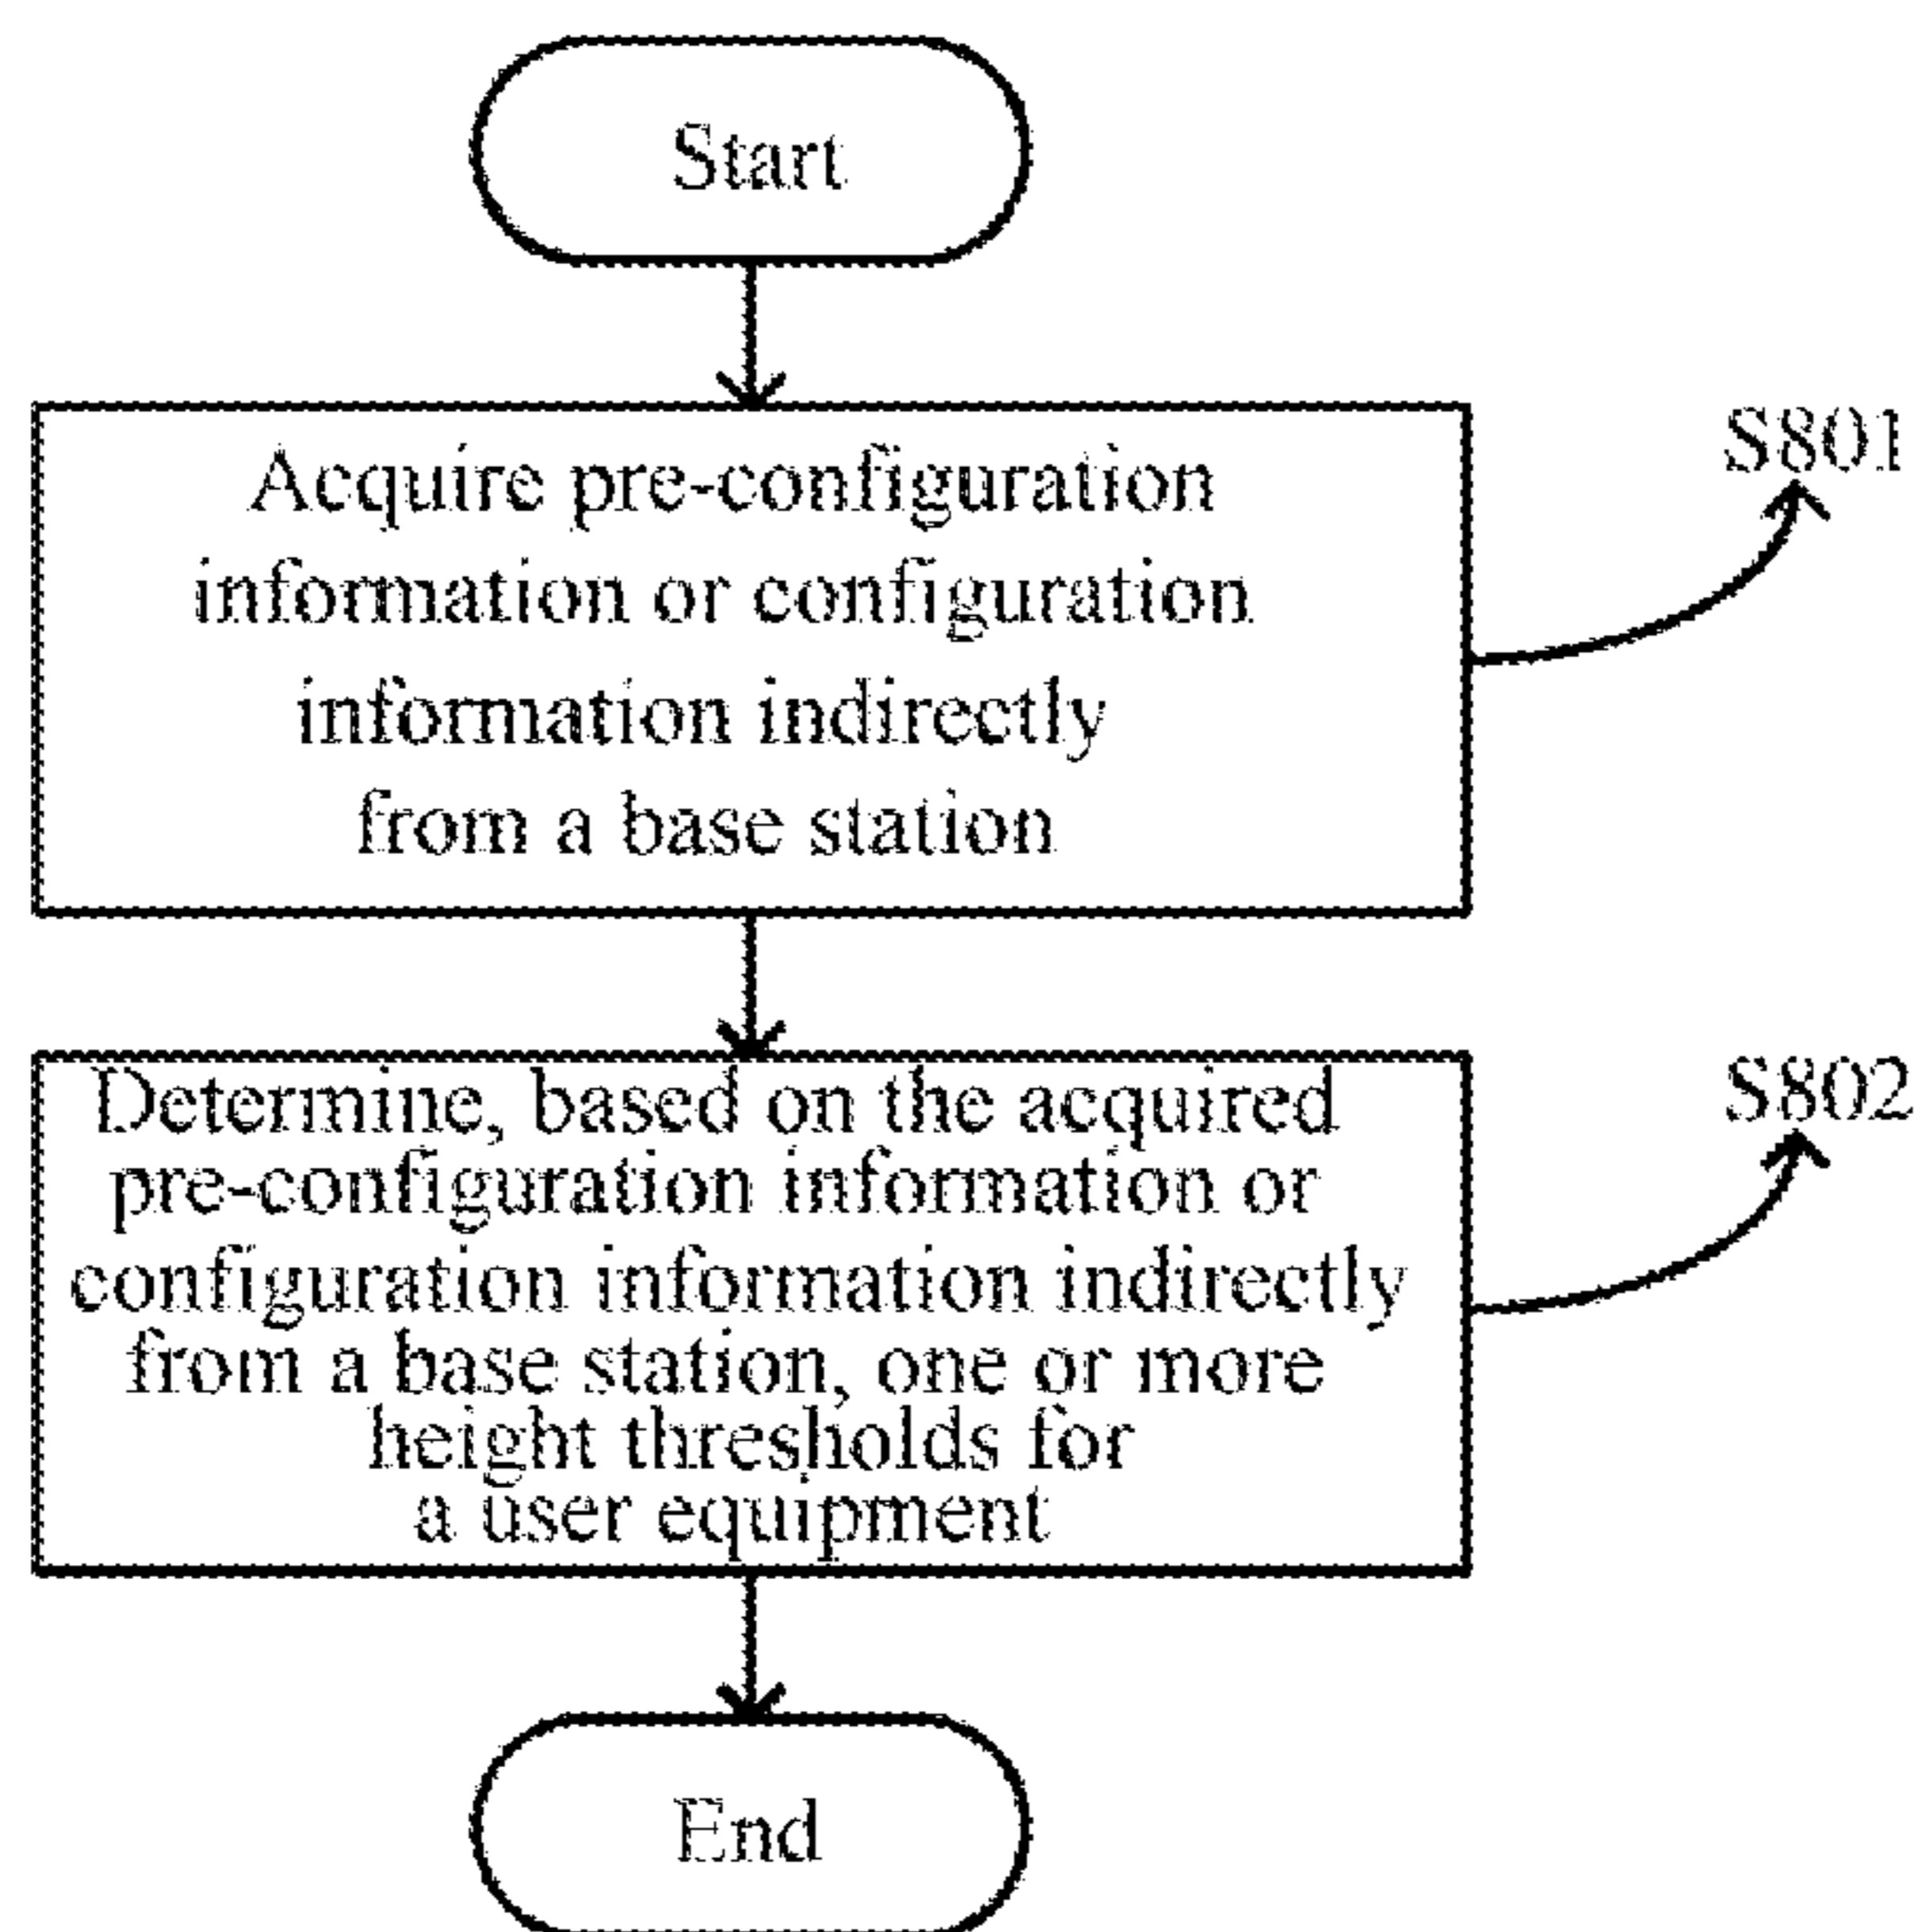 Start
Acquire pre-configuration
information or configuration
information indirectly
from a base station
S801
Determine, based on the acquired
pre-configuration information or
configuration information indirectly
from a base station, one or more
height thresholds for
a user equipment
S802
End